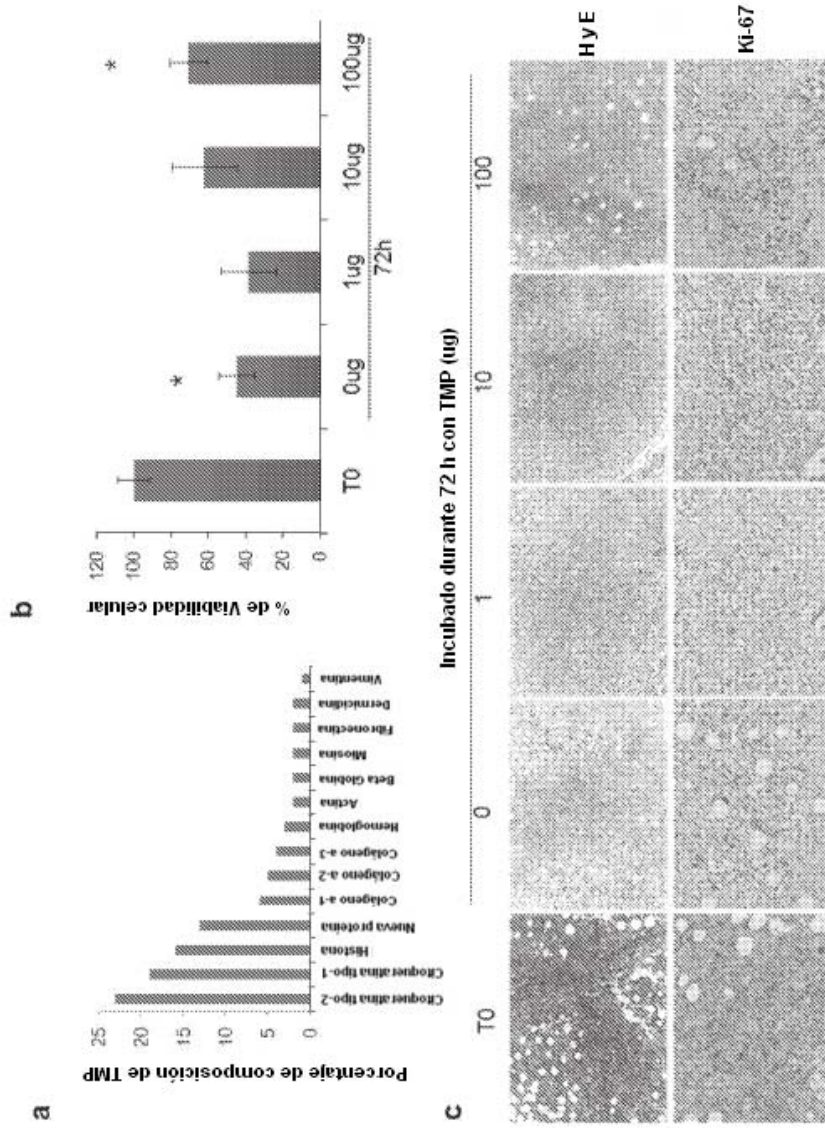 a
Porcentaje de composición de TMP
25
20
15
10
5
0
Citoqueratina tipo-2
Citoqueratina tipo-1
Histona
Nueva proteína
Colágeno a-1
Colágeno a-2
Colágeno a-3
Hemoglobina
Actina
Beta Globina
Miosina
Fibronectina
Dermicidina
Vimentina
b
% de Viabilidad celular
120
100
80
60
40
20
0
*
*
T0
0ug
1ug
10ug
100ug
72h
c
Incubado durante 72 h con TMP (ug)
T0
0
1
10
100
H y E
Ki-67